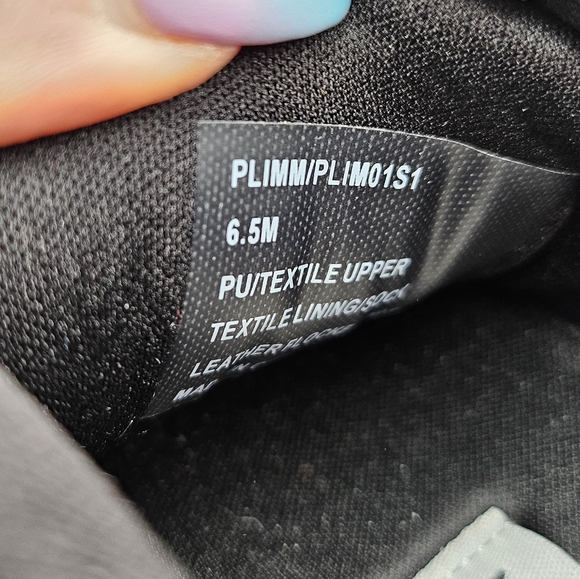 PLIMM/PLIM01S1
6.5M
PU/TEXTILE UPPER
TEXTILE LINING/SOCK
LEATHER